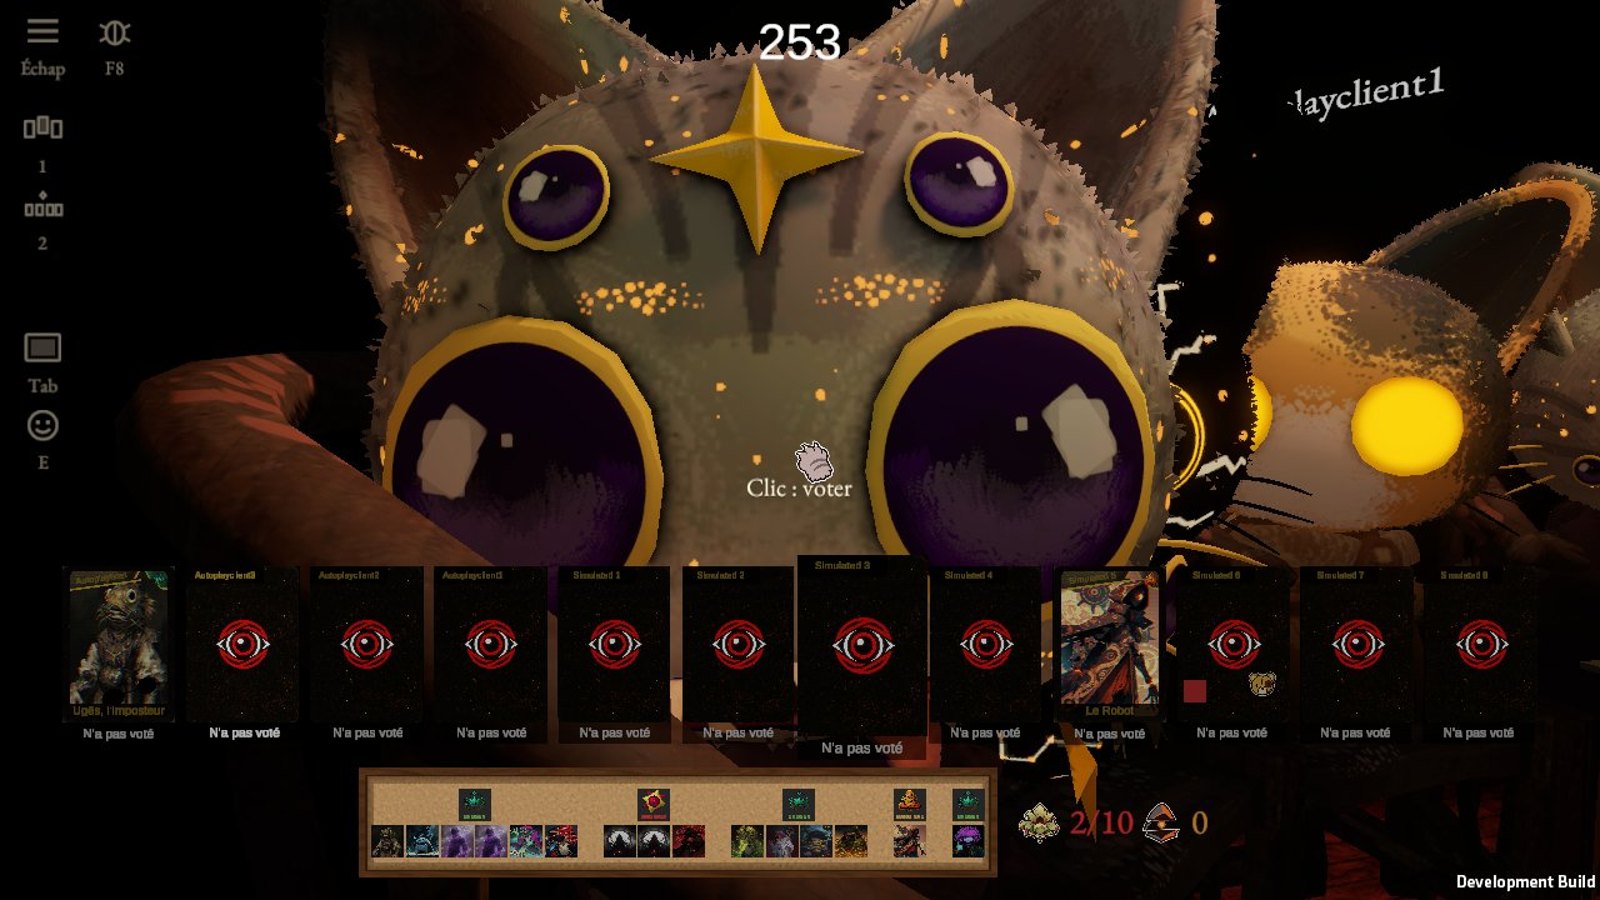 253
Échap
F8
layclient1
1
2
Tab
E
Clic : voter
Autoplayclient3
Autoplayclient2
Autoplayclient1
Simulated 1
Simulated 2
Simulated 3
Simulated 4
Simulated 5
Simulated 6
Simulated 7
Simulated 8
Ugès, l'Imposteur
Le Robot
N'a pas voté
N'a pas voté
N'a pas voté
N'a pas voté
N'a pas voté
N'a pas voté
N'a pas voté
N'a pas voté
N'a pas voté
N'a pas voté
N'a pas voté
N'a pas voté
2/10
0
Development Build